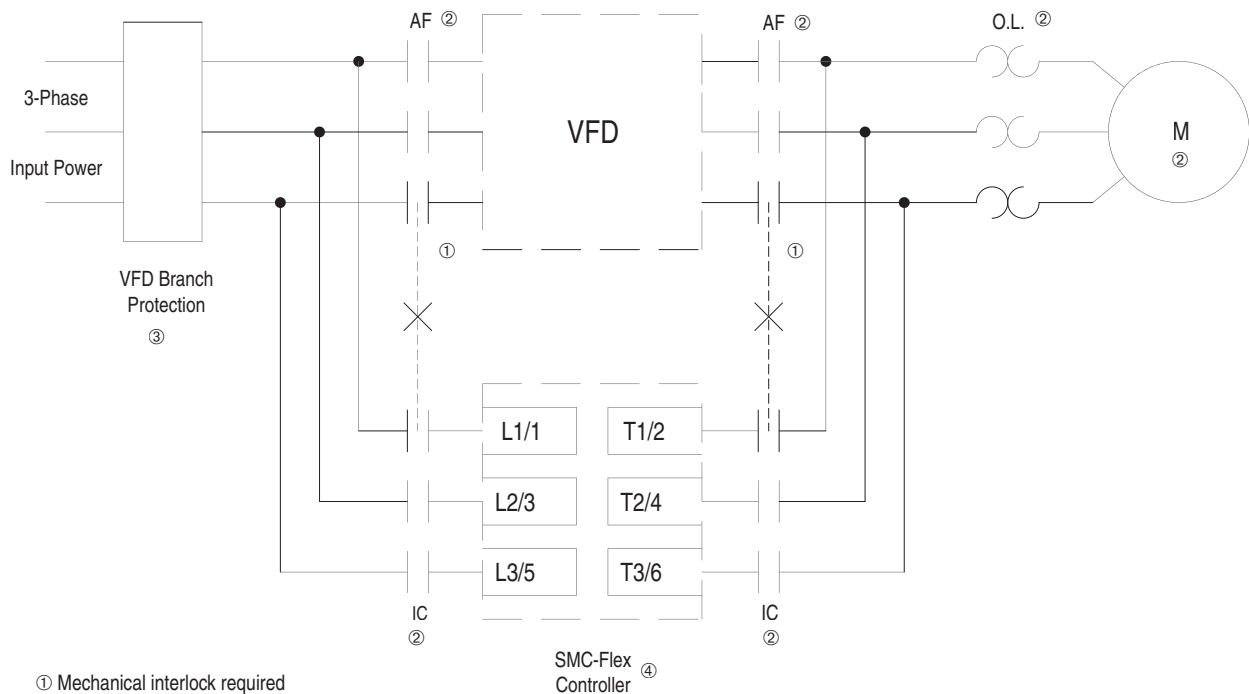 AF ②
AF ②
O.L. ②
3-Phase
VFD
M
②
Input Power
①
①
VFD Branch
Protection
③
L1/1
T1/2
L2/3
T2/4
L3/5
T3/6
IC
②
IC
②
SMC-Flex ④
Controller
① Mechanical interlock required